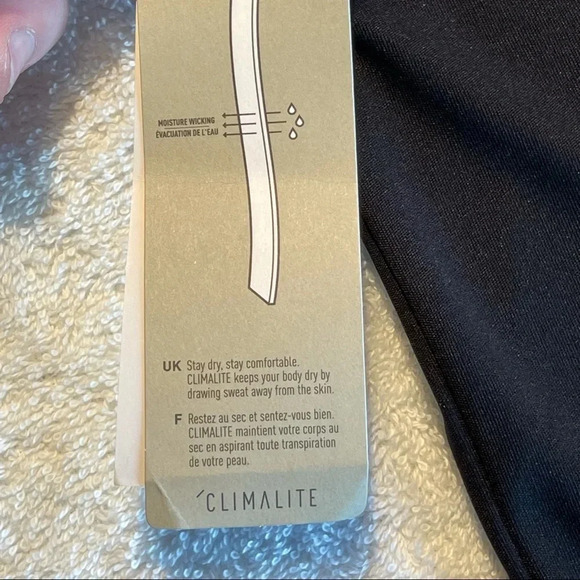 MOISTURE WICKING
ÉVACUATION DE L'EAU
UK Stay dry, stay comfortable.
CLIMALITE keeps your body dry by
drawing sweat away from the skin.
F Restez au sec et sentez-vous bien.
CLIMALITE maintient votre corps au
sec en aspirant toute transpiration
de votre peau.
´CLIMALITE